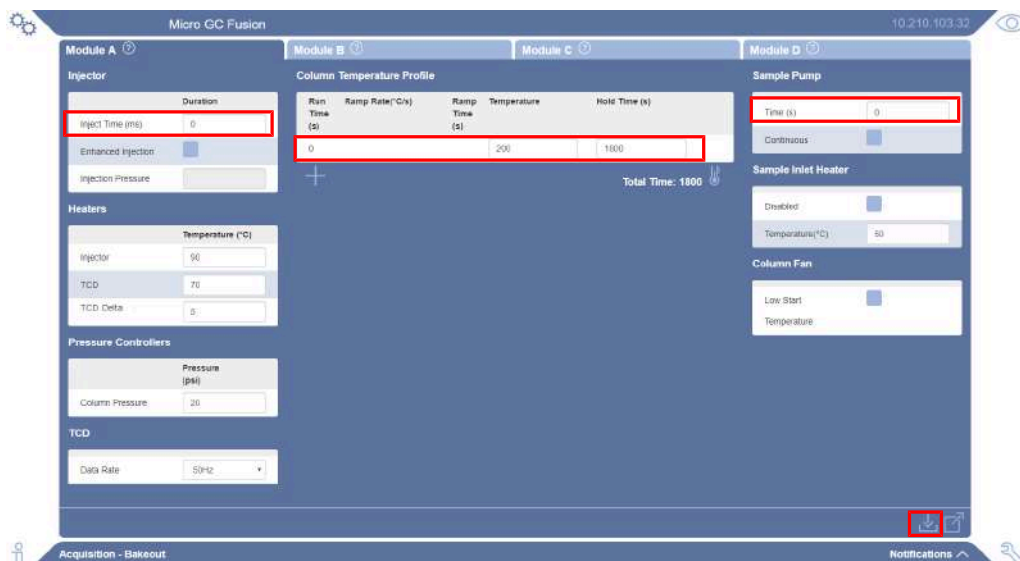 Micro GC Fusion
10.210.103.32
Module A ?
Module B ?
Module C ?
Module D ?
Injector
Duration
Inject Time (ms) 0
Enhanced Injection
Injection Pressure
Heaters
Temperature (°C)
Injector 90
TCD 70
TCD Delta
Pressure Controllers
Pressure
(psi)
Column Pressure 20
TCD
Data Rate 50Hz
Column Temperature Profile
Run Time (s) Ramp Rate(°C/s) Ramp Time (s) Temperature Hold Time (s)
0 200 1800
Total Time: 1800
Sample Pump
Time (s) 0
Continuous
Sample Inlet Heater
Disabled
Temperature(°C) 50
Column Fan
Low Start
Temperature
Acquisition - Bakeout
Notifications